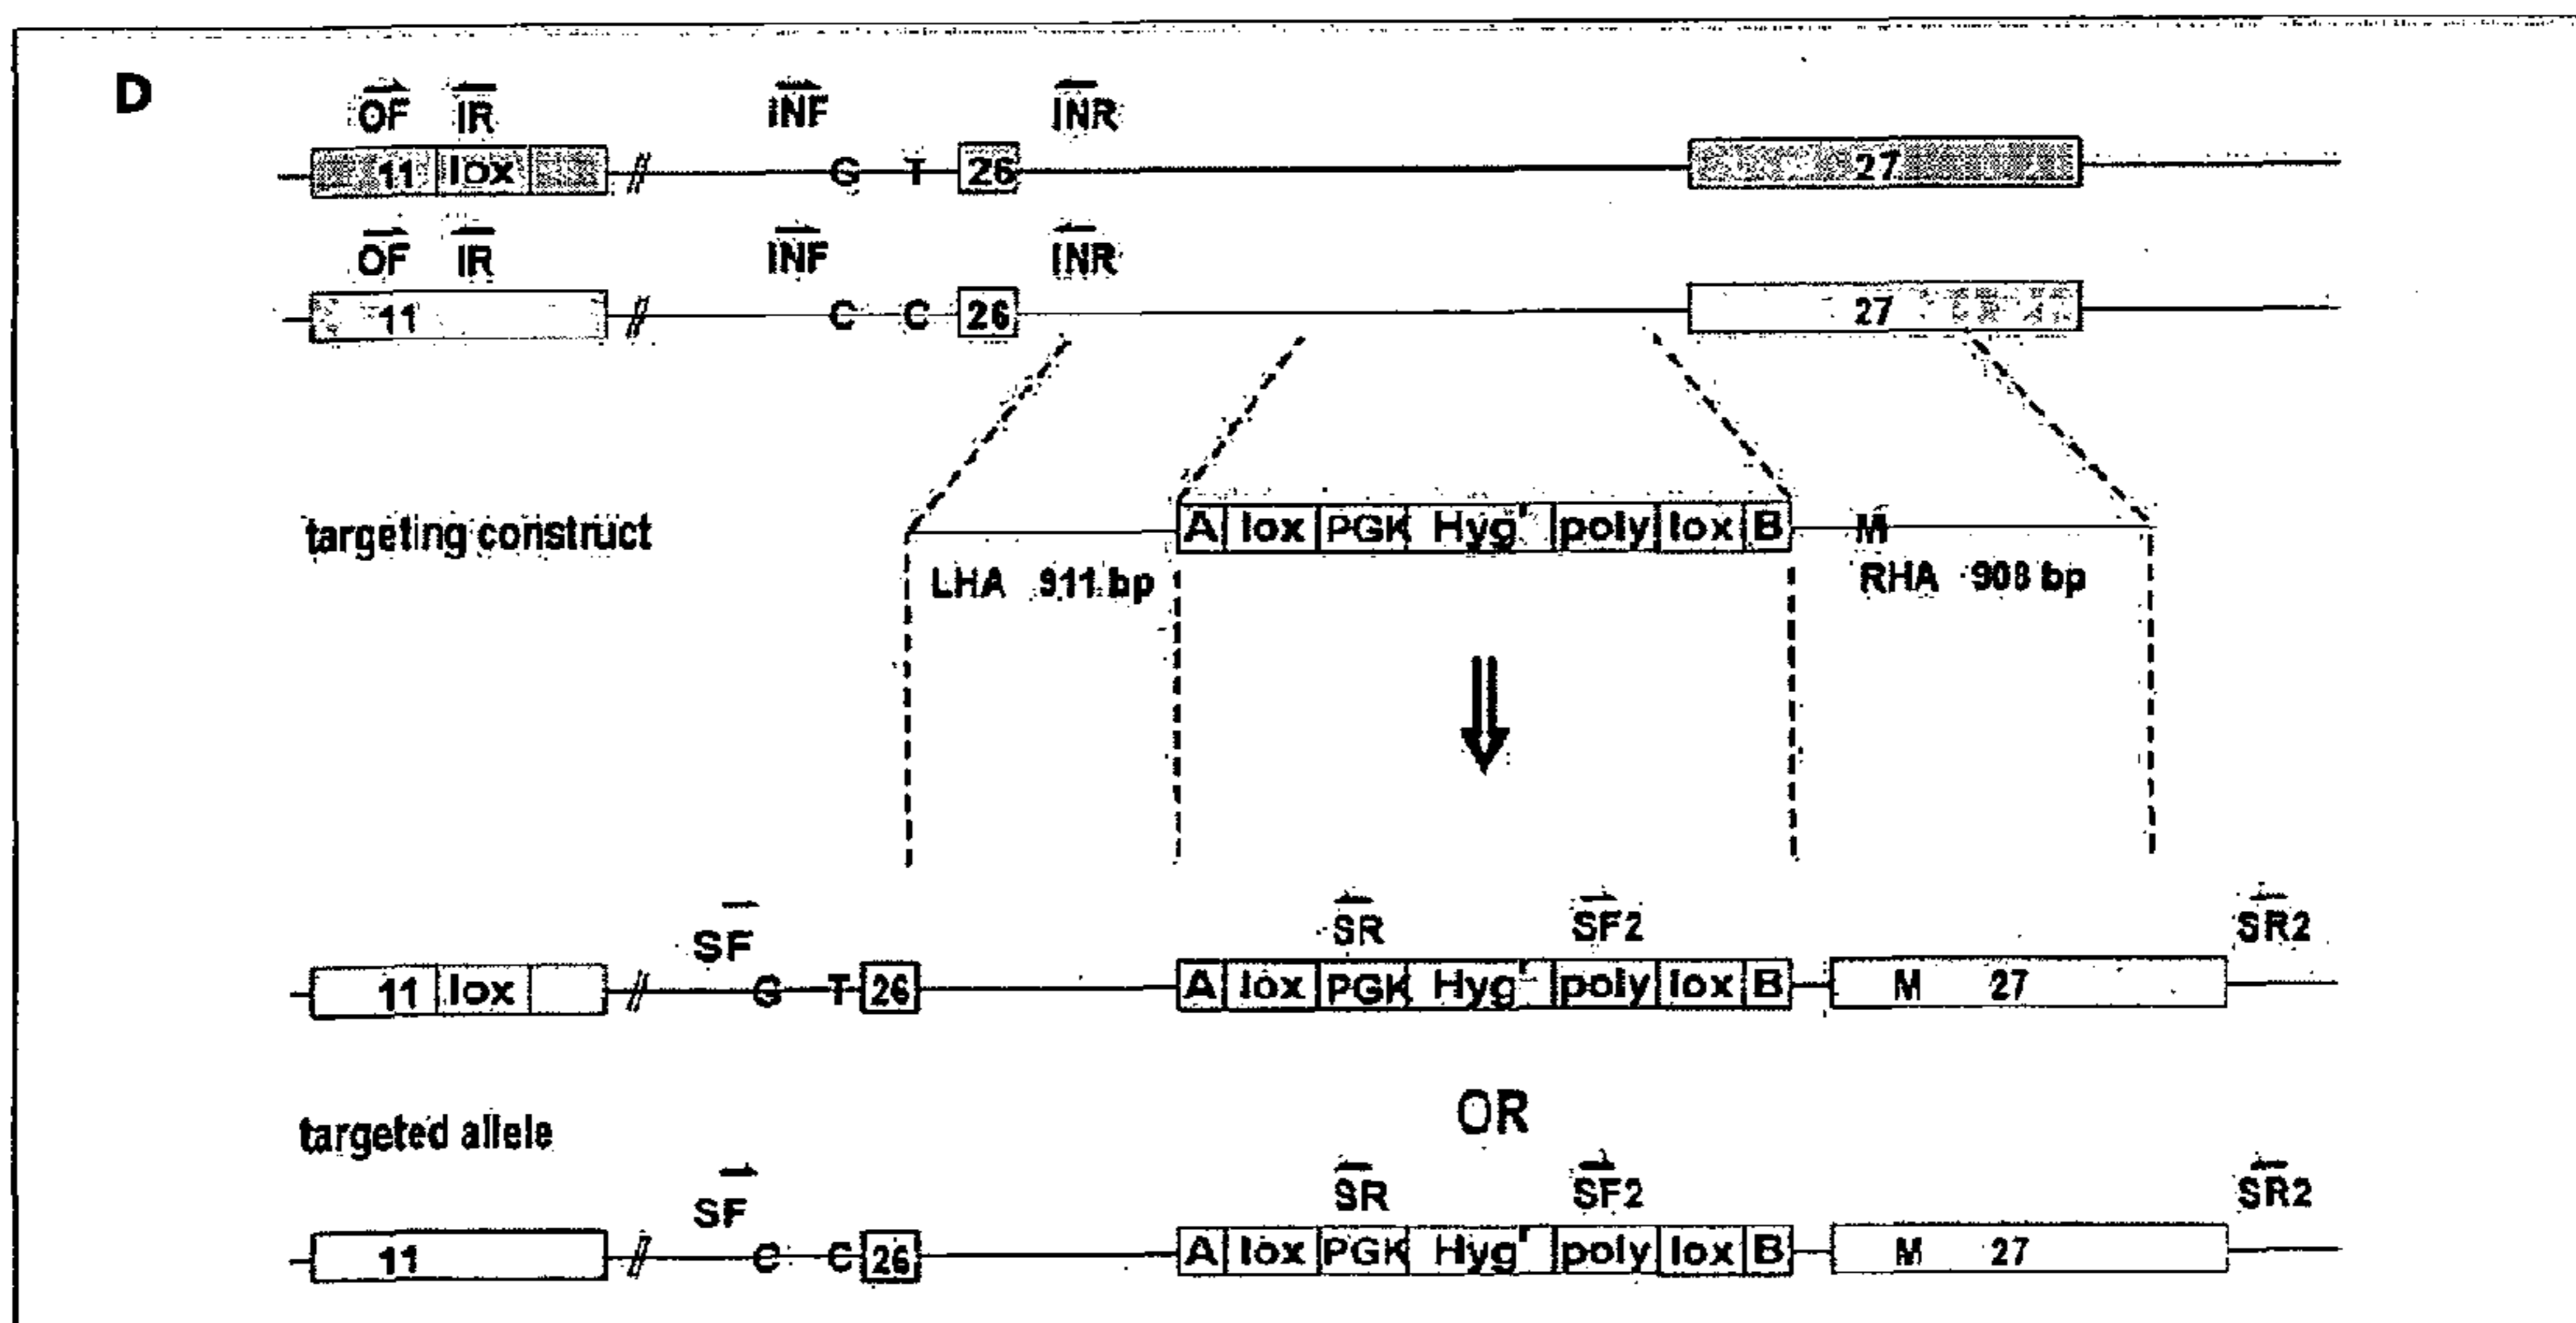 D
OF IR INF INR
11 lox // G T 26 27
OF IR INF INR
11 // C C 26 27
targeting construct A lox PGK Hyg r poly lox B M
LHA 911 bp RHA 908 bp
SF SR SF2 SR2
11 lox // G T 26 A lox PGK Hyg r poly lox B M 27
OR
targeted allele
SF SR SF2 SR2
11 // C C 26 A lox PGK Hyg r poly lox B M 27